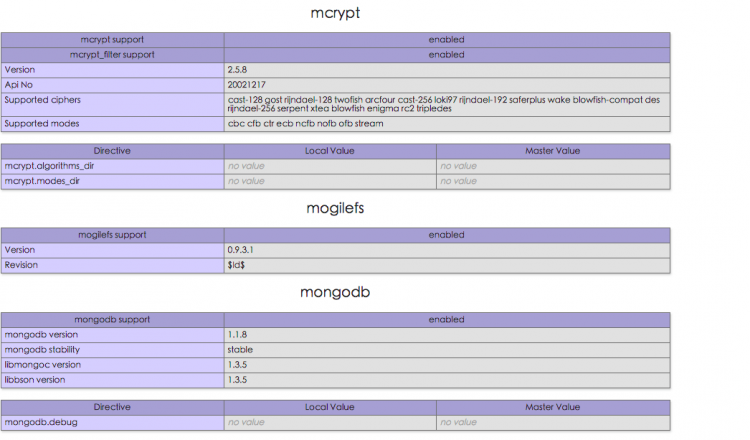 mcrypt
mcrypt support enabled
mcrypt_filter support enabled
Version 2.5.8
Api No 20021217
Supported ciphers cast-128 gost rijndael-128 twofish arcfour cast-256 loki97 rijndael-192 saferplus wake blowfish-compat des
rijndael-256 serpent xtea blowfish enigma rc2 tripledes
Supported modes cbc cfb ctr ecb ncfb nofb ofb stream
Directive Local Value Master Value
mcrypt.algorithms_dir no value no value
mcrypt.modes_dir no value no value
mogilefs
mogilefs support enabled
Version 0.9.3.1
Revision $Id$
mongodb
mongodb support enabled
mongodb version 1.1.8
mongodb stability stable
libmongoc version 1.3.5
libbson version 1.3.5
Directive Local Value Master Value
mongodb.debug no value no value